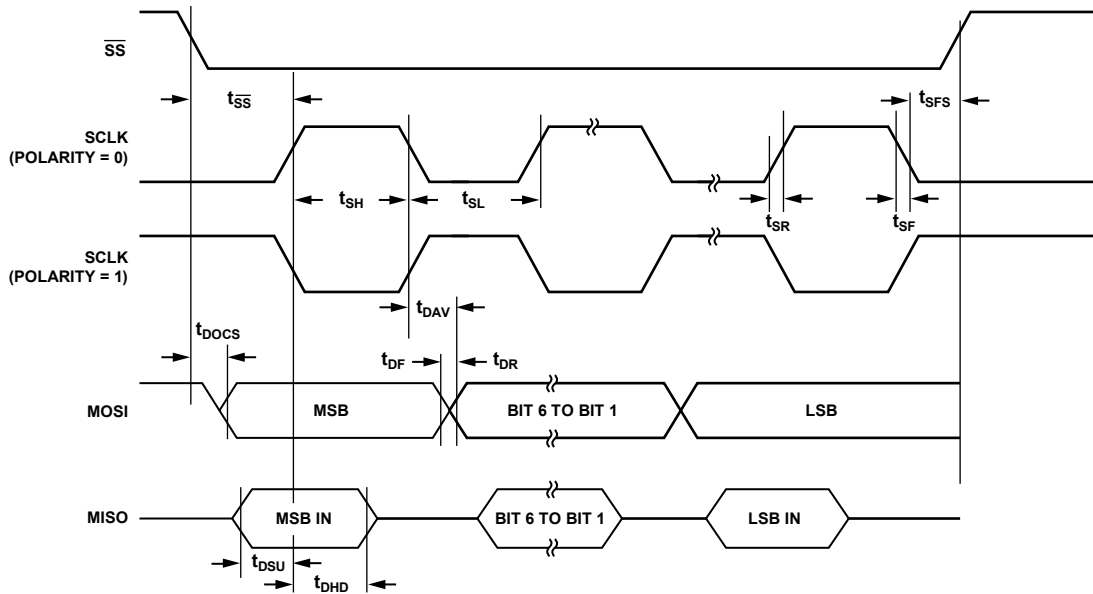 SS
tSS
tSFS
SCLK
(POLARITY = 0)
tSH
tSL
tSR
tSF
SCLK
(POLARITY = 1)
tDAV
tDOCS
tDF
tDR
MOSI
MSB
BIT 6 TO BIT 1
LSB
MISO
MSB IN
BIT 6 TO BIT 1
LSB IN
tDSU
tDHD